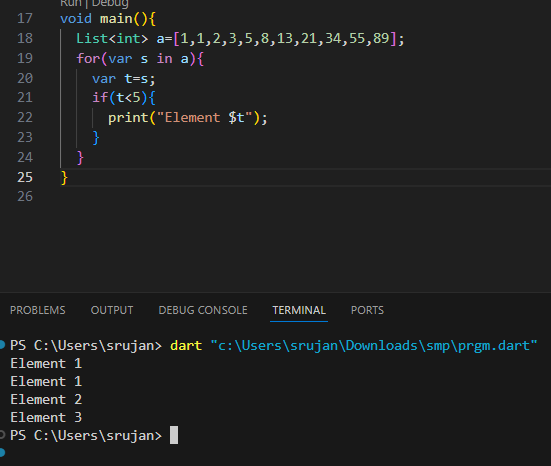 Run | Debug
17 void main(){
18 List<int> a=[1,1,2,3,5,8,13,21,34,55,89];
19 for(var s in a){
20 var t=s;
21 if(t<5){
22 print("Element $t");
23 }
24 }
25 }
26
PROBLEMS OUTPUT DEBUG CONSOLE TERMINAL PORTS
PS C:\Users\srujan> dart "c:\Users\srujan\Downloads\smp\prgm.dart"
Element 1
Element 1
Element 2
Element 3
PS C:\Users\srujan>